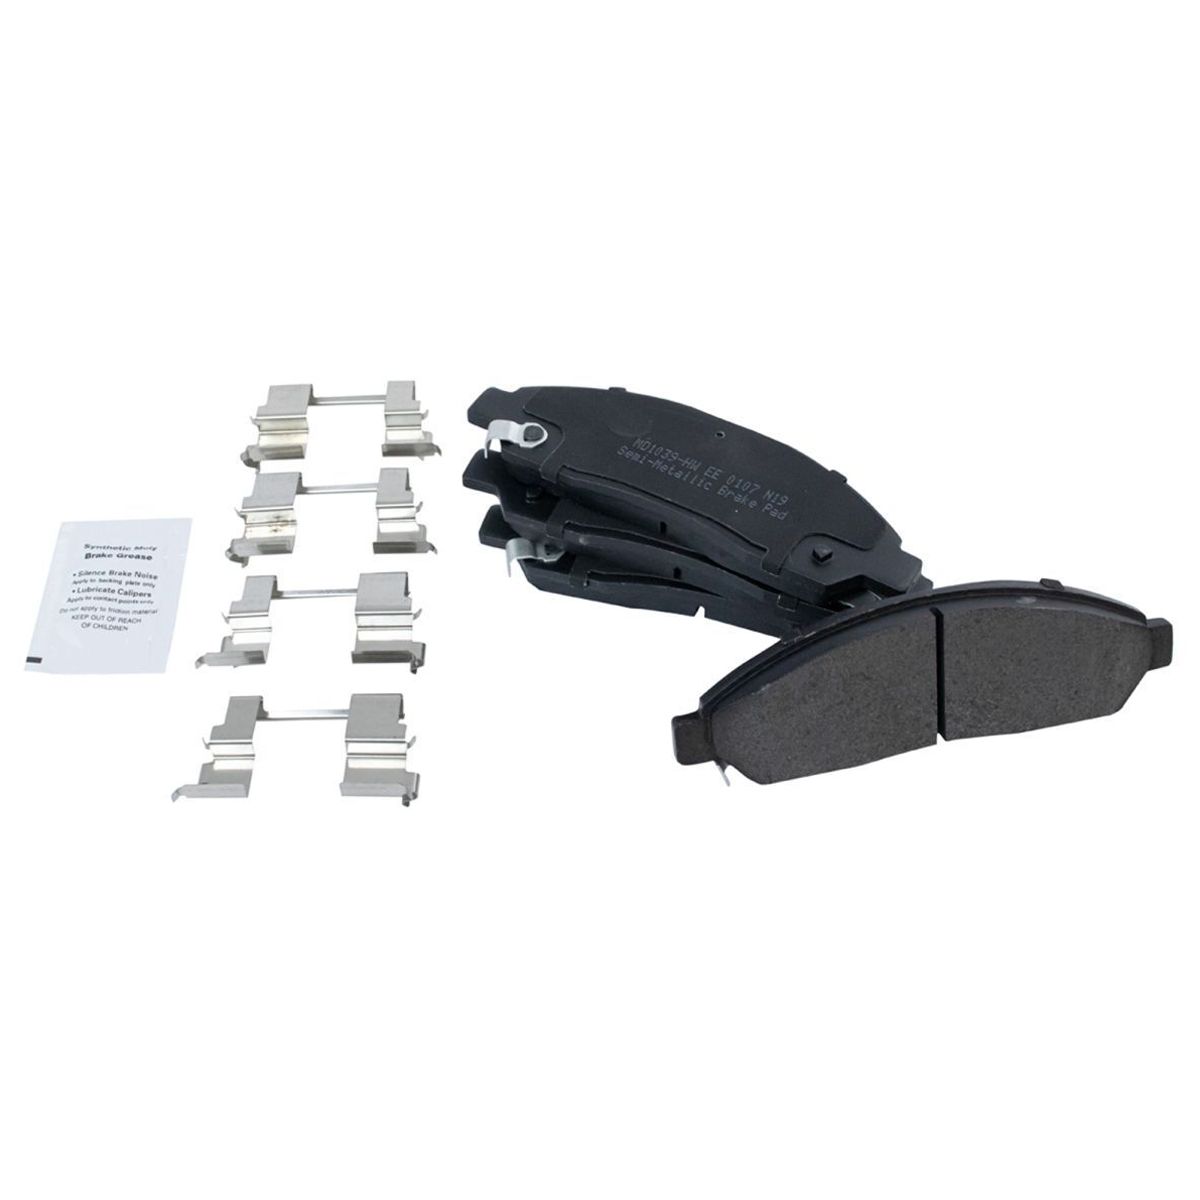 Synthetic Moly
Brake Grease
• Silence Brake Noise
Apply to backing plate only
• Lubricate Calipers
Apply to contact points only
Do not apply to friction material
KEEP OUT OF REACH
OF CHILDREN
MD1039-HW EE 0107 N19
Semi-Metallic Brake Pad